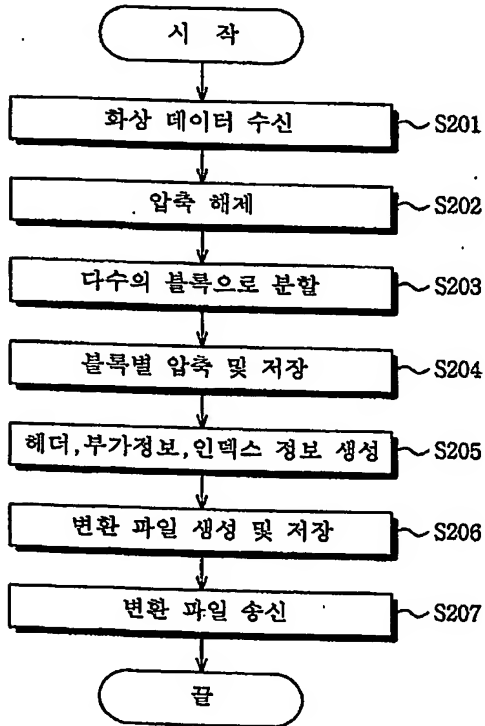 시 작
화상 데이터 수신 S201
압축 해제 S202
다수의 블록으로 분할 S203
블록별 압축 및 저장 S204
헤더,부가정보,인덱스 정보 생성 S205
변환 파일 생성 및 저장 S206
변환 파일 송신 S207
끝